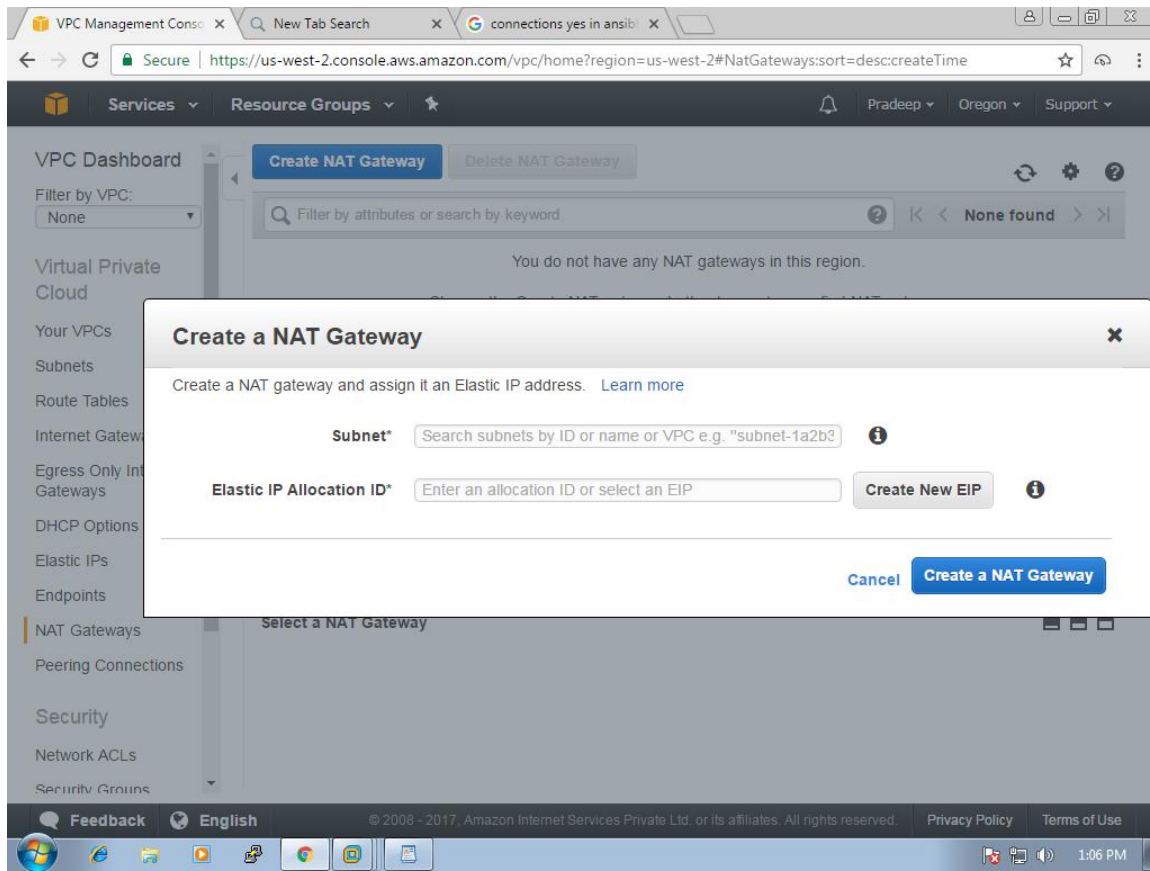 VPC Management Conso
New Tab Search
connections yes in ansibl
Secure | https://us-west-2.console.aws.amazon.com/vpc/home?region=us-west-2#NatGateways:sort=desc:createTime
Services Resource Groups Pradeep Oregon Support
VPC Dashboard
Filter by VPC:
None
Virtual Private
Cloud
Your VPCs
Subnets
Route Tables
Internet Gatewa
Egress Only Int
Gateways
DHCP Options
Elastic IPs
Endpoints
NAT Gateways
Peering Connections
Security
Network ACLs
Security Groups
Create NAT Gateway Delete NAT Gateway
Filter by attributes or search by keyword None found
You do not have any NAT gateways in this region.
Create a NAT Gateway
Create a NAT gateway and assign it an Elastic IP address. Learn more
Subnet* Search subnets by ID or name or VPC e.g. "subnet-1a2b3
Elastic IP Allocation ID* Enter an allocation ID or select an EIP Create New EIP
Cancel Create a NAT Gateway
Select a NAT Gateway
Feedback English © 2008 - 2017, Amazon Internet Services Private Ltd. or its affiliates. All rights reserved. Privacy Policy Terms of Use
1:06 PM